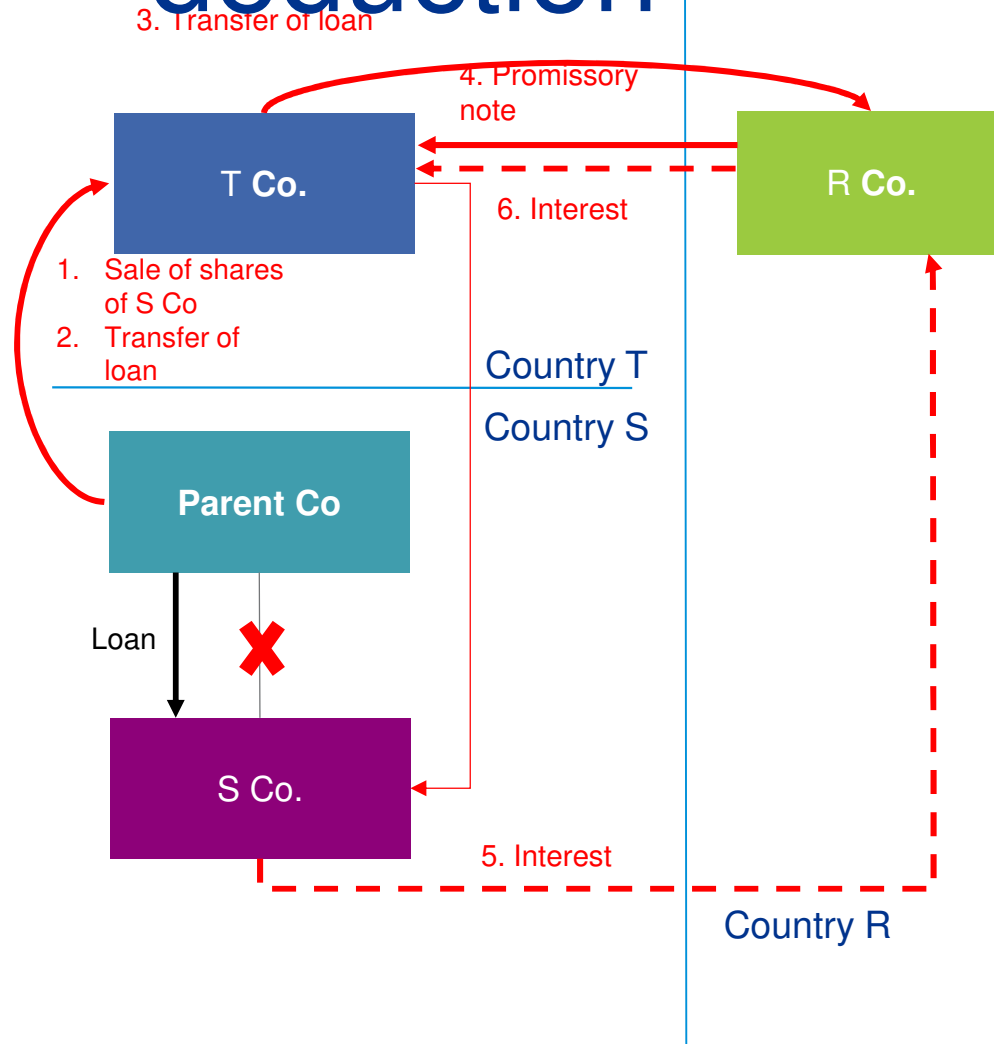 deduction
3. Transfer of loan
4. Promissory
note
T Co.
R Co.
6. Interest
1. Sale of shares
of S Co
2. Transfer of
loan
Country T
Country S
Parent Co
Loan
S Co.
5. Interest
Country R